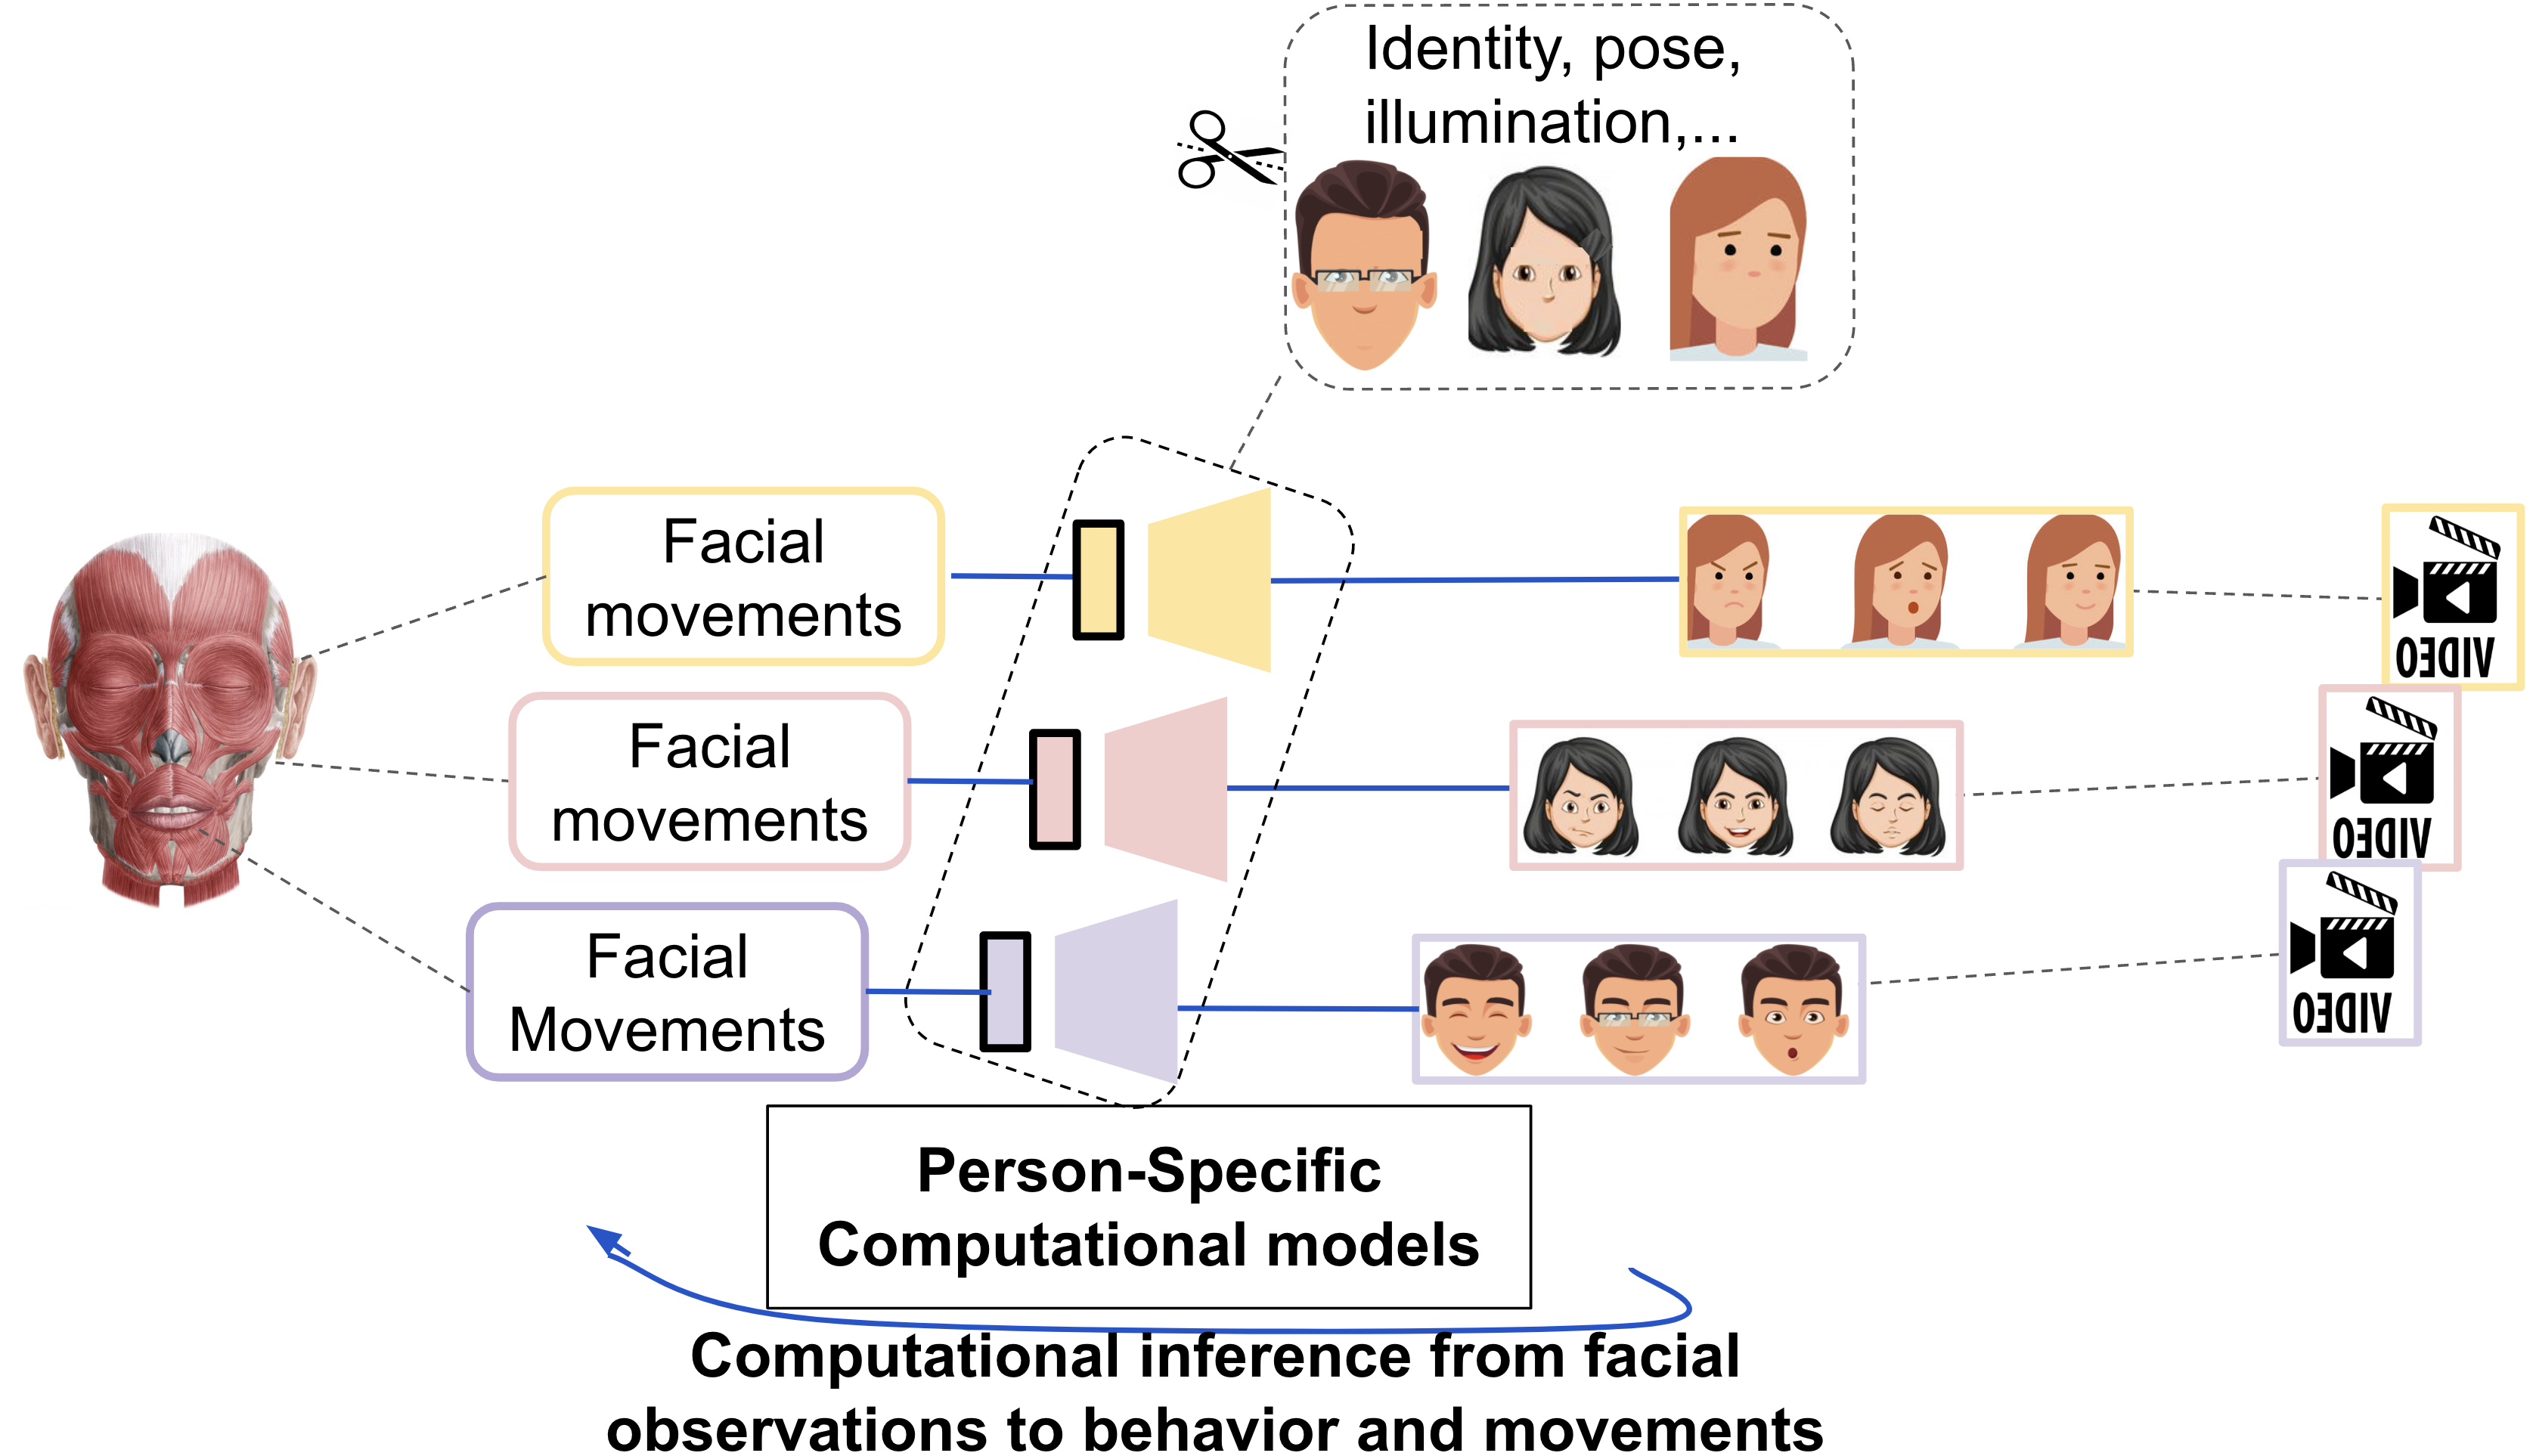 Identity, pose,
illumination,...
Facial
movements
VIDEO
Facial
movements
VIDEO
Facial
Movements
VIDEO
Person-Specific
Computational models
Computational inference from facial
observations to behavior and movements